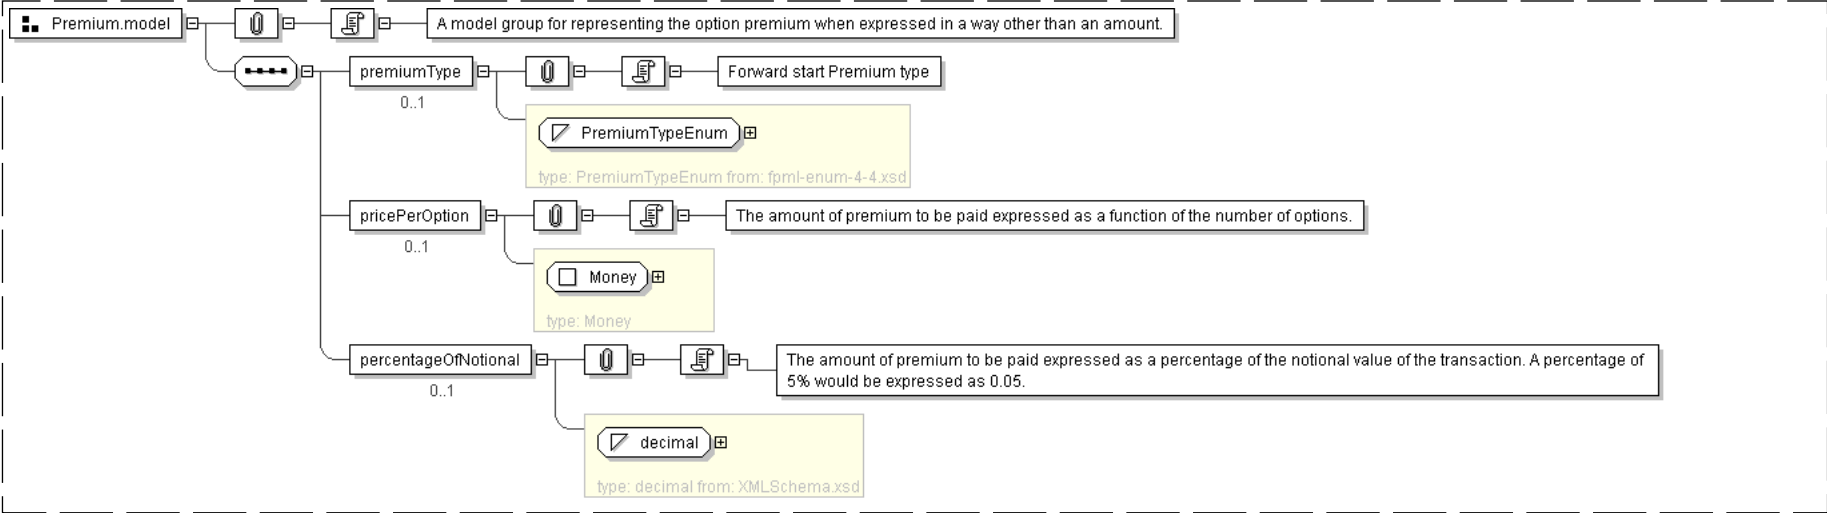 Premium.model
A model group for representing the option premium when expressed in a way other than an amount.
premiumType
Forward start Premium type
0..1
PremiumTypeEnum
type: PremiumTypeEnum from: fpml-enum-4-4.xsd
pricePerOption
The amount of premium to be paid expressed as a function of the number of options.
0..1
Money
type: Money
percentageOfNotional
The amount of premium to be paid expressed as a percentage of the notional value of the transaction. A percentage of
5% would be expressed as 0.05.
0..1
decimal
type: decimal from: XMLSchema.xsd